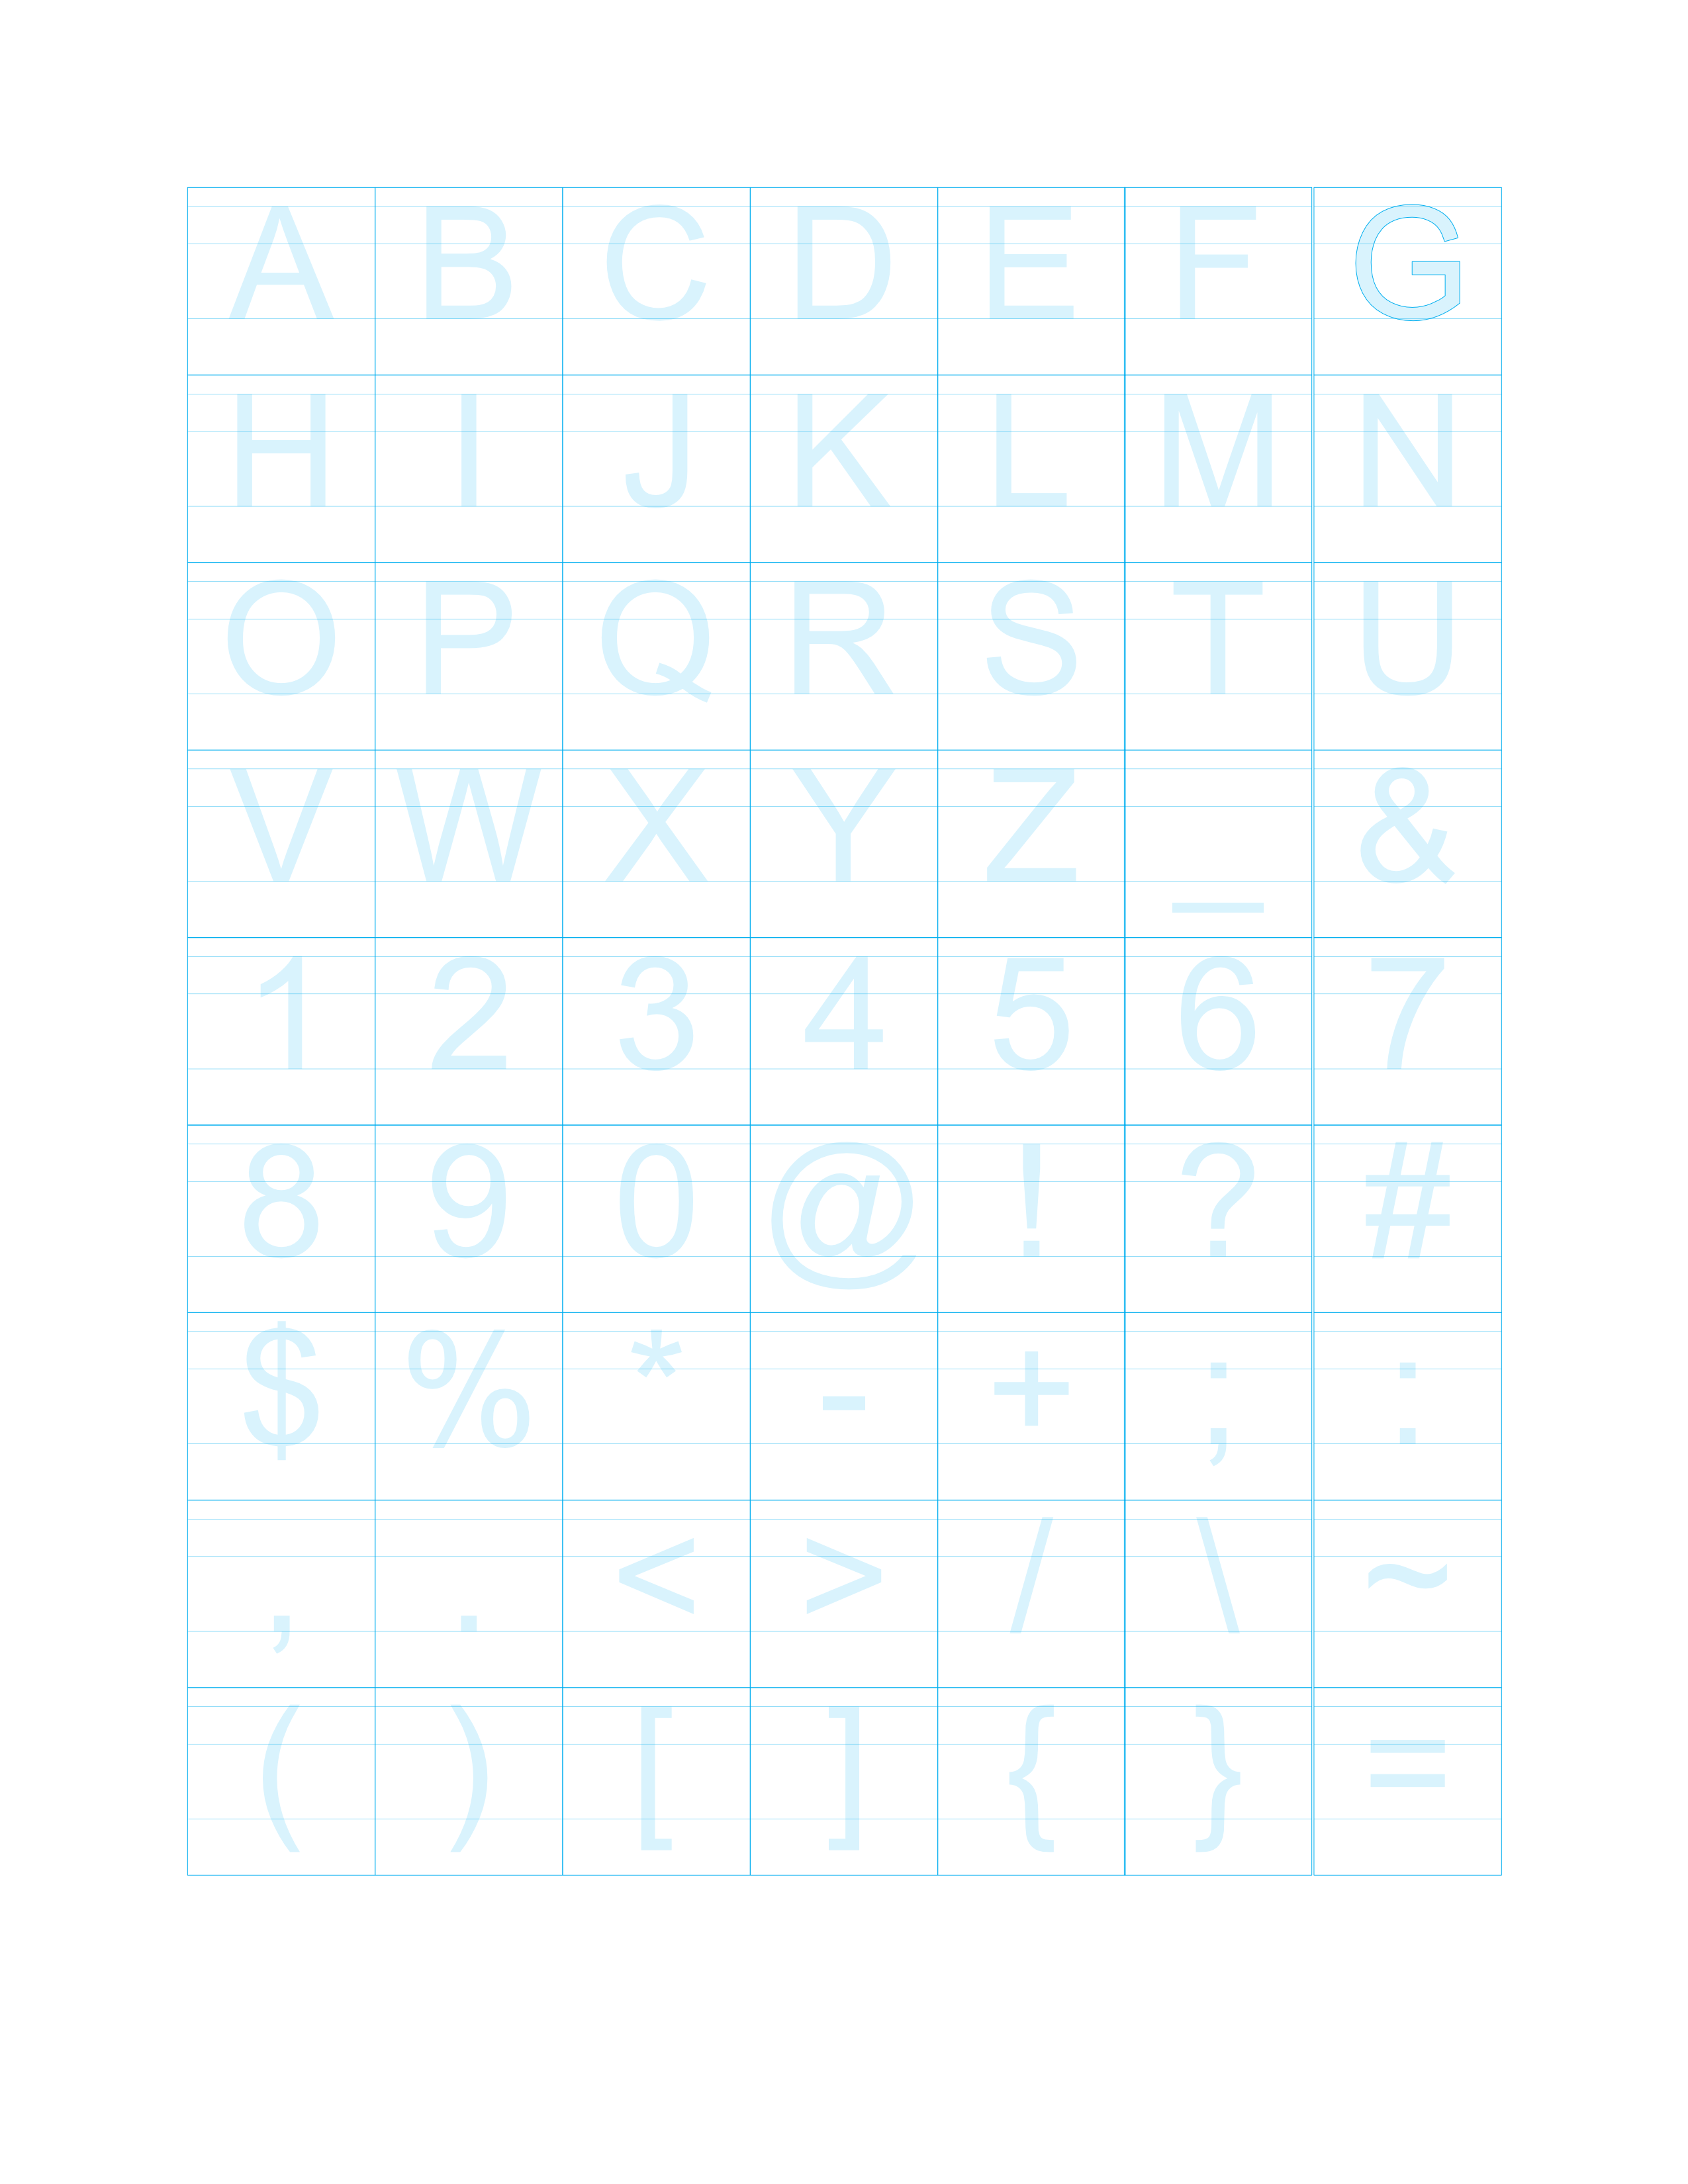 A B C D E F G
H I J K L M N
O P Q R S T U
V W X Y Z _ &
1 2 3 4 5 6 7
8 9 0 @ ! ? #
$ % * - + ; :
, . < > / \ ~
( ) [ ] { } =